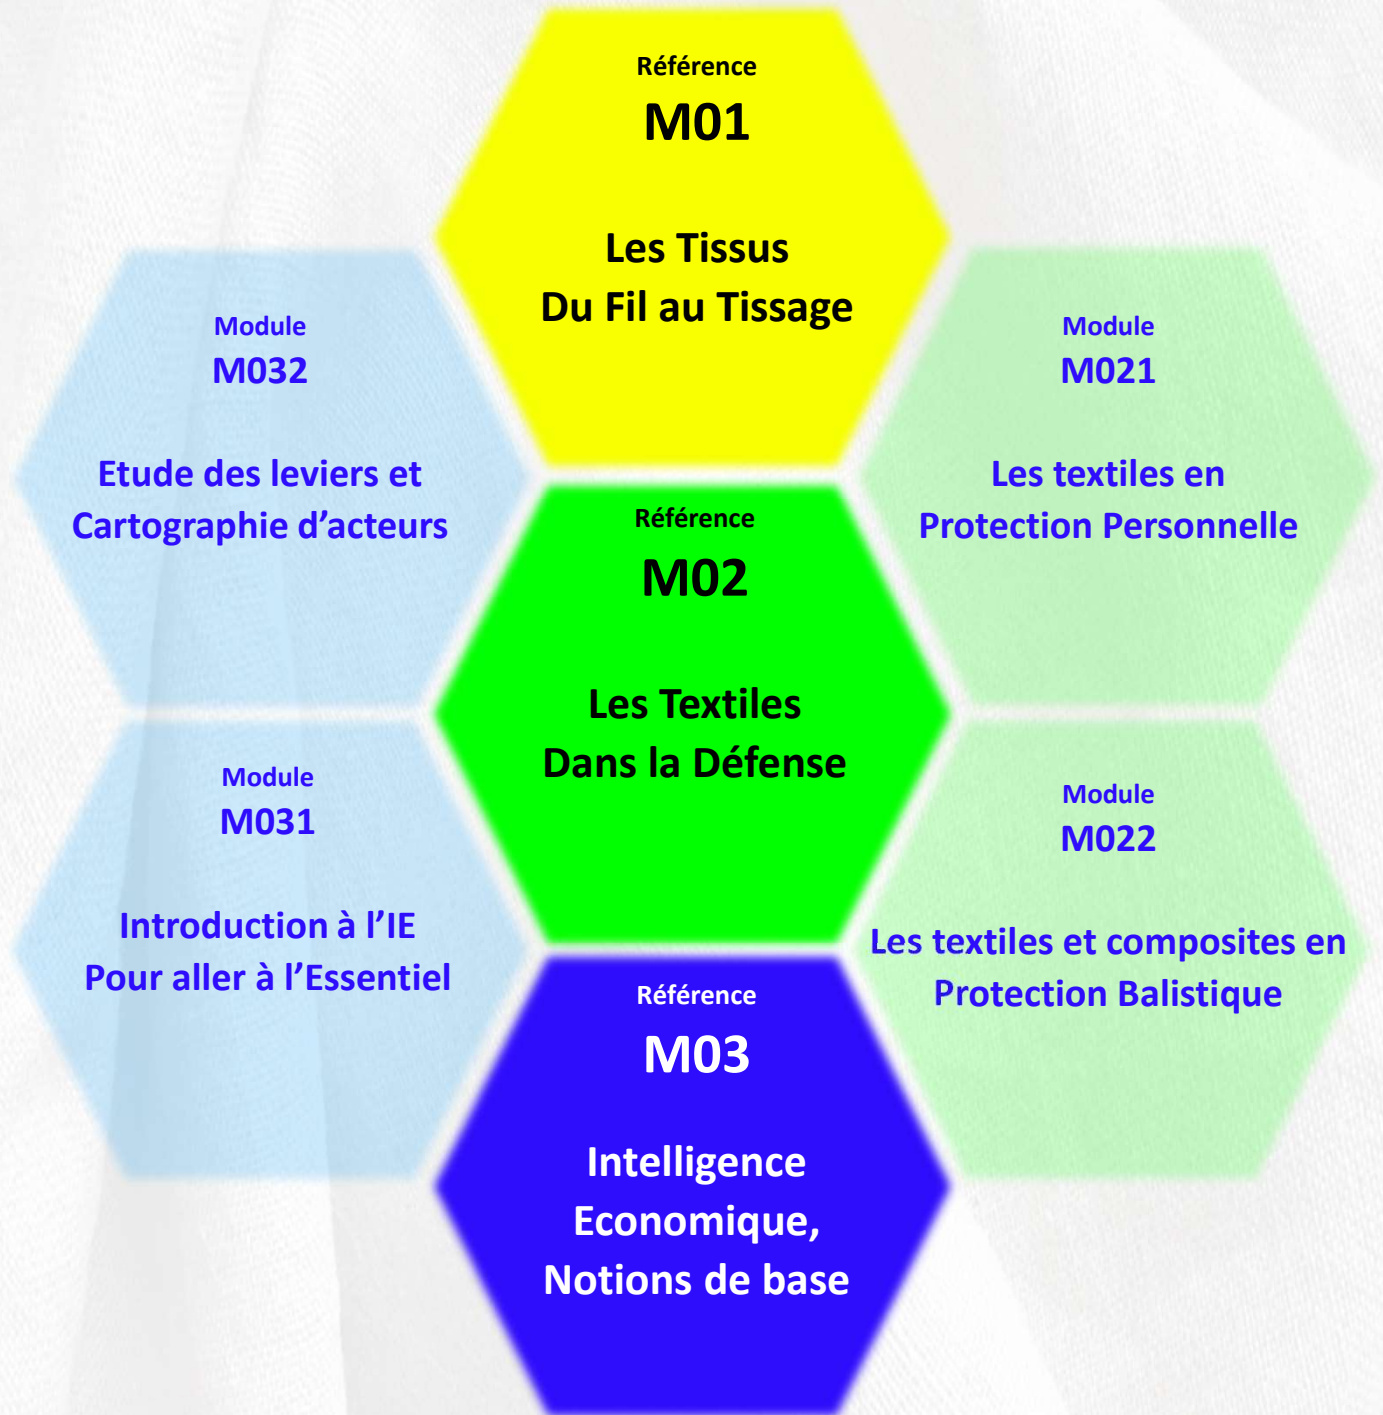 Référence
M01
Les Tissus
Du Fil au Tissage
Module
M032
Etude des leviers et
Cartographie d’acteurs
Module
M021
Les textiles en
Protection Personnelle
Référence
M02
Les Textiles
Dans la Défense
Module
M031
Introduction à l’IE
Pour aller à l’Essentiel
Module
M022
Les textiles et composites en
Protection Balistique
Référence
M03
Intelligence
Economique,
Notions de base